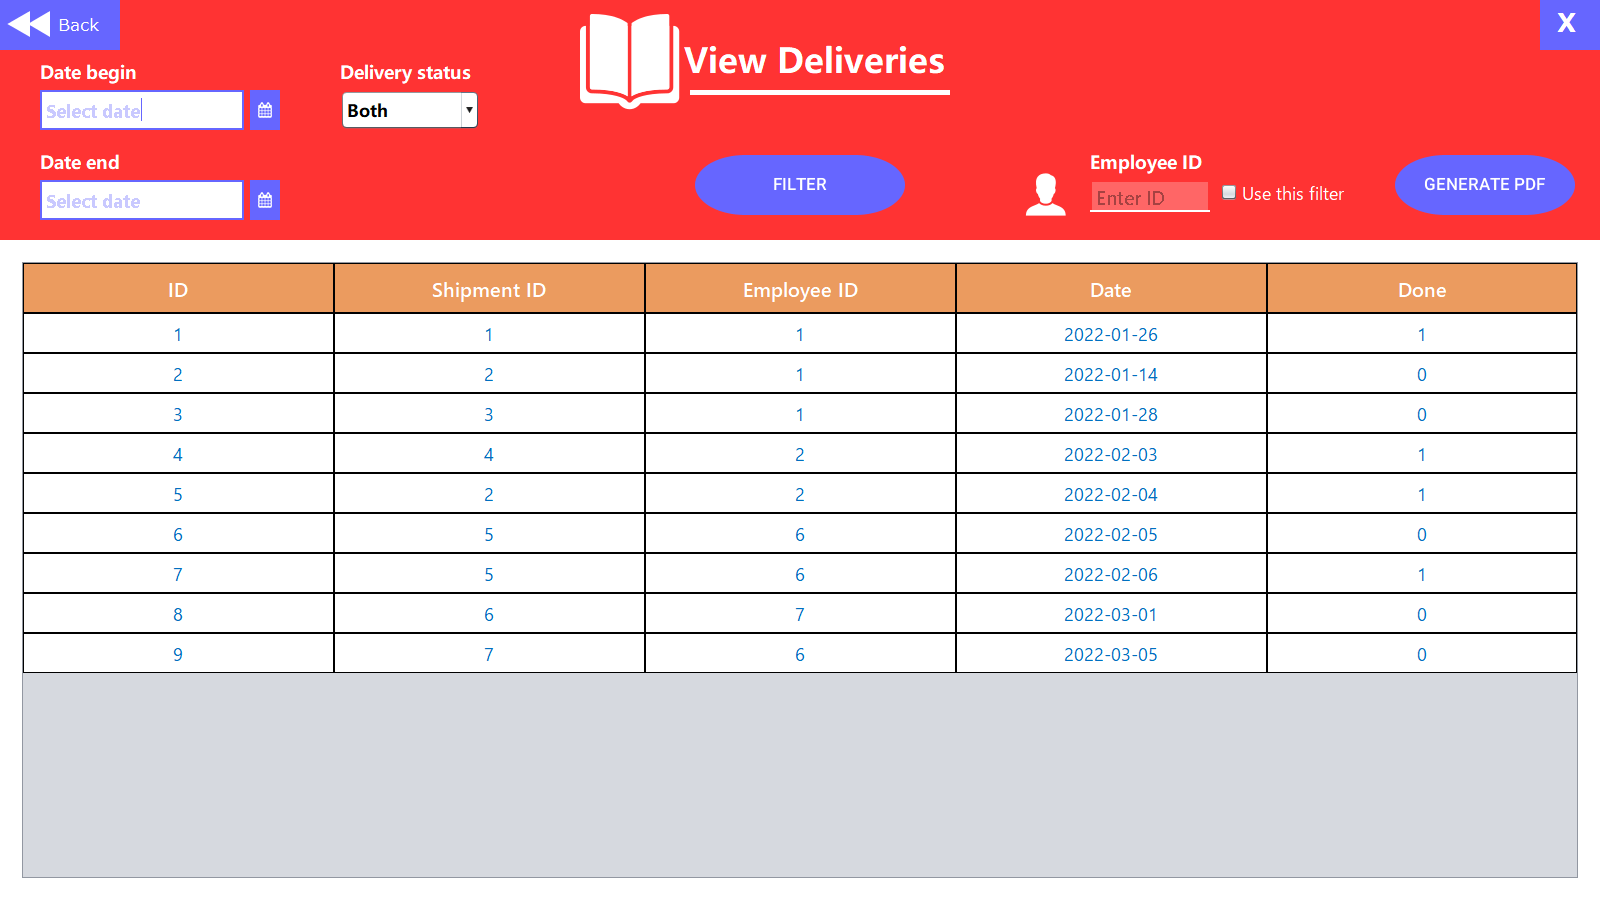 Back
View Deliveries
X
Date begin
Select date
Delivery status
Both
Date end
Select date
FILTER
Employee ID
Enter ID
Use this filter
GENERATE PDF
ID Shipment ID Employee ID Date Done
1 1 1 2022-01-26 1
2 2 1 2022-01-14 0
3 3 1 2022-01-28 0
4 4 2 2022-02-03 1
5 2 2 2022-02-04 1
6 5 6 2022-02-05 0
7 5 6 2022-02-06 1
8 6 7 2022-03-01 0
9 7 6 2022-03-05 0